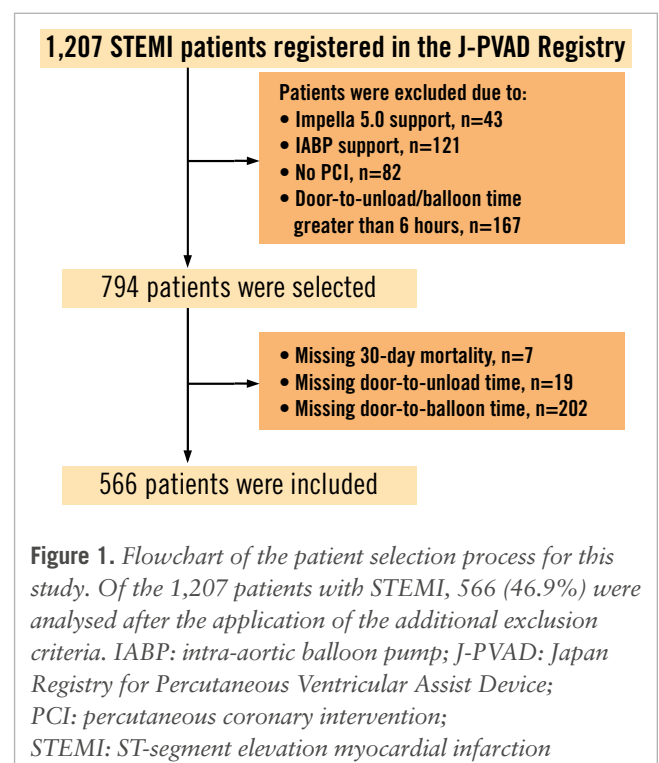 1,207 STEMI patients registered in the J-PVAD Registry
Patients were excluded due to:
• Impella 5.0 support, n=43
• IABP support, n=121
• No PCI, n=82
• Door-to-unload/balloon time
greater than 6 hours, n=167
794 patients were selected
• Missing 30-day mortality, n=7
• Missing door-to-unload time, n=19
• Missing door-to-balloon time, n=202
566 patients were included
Figure 1. Flowchart of the patient selection process for this
study. Of the 1,207 patients with STEMI, 566 (46.9%) were
analysed after the application of the additional exclusion
criteria. IABP: intra-aortic balloon pump; J-PVAD: Japan
Registry for Percutaneous Ventricular Assist Device;
PCI: percutaneous coronary intervention;
STEMI: ST-segment elevation myocardial infarction